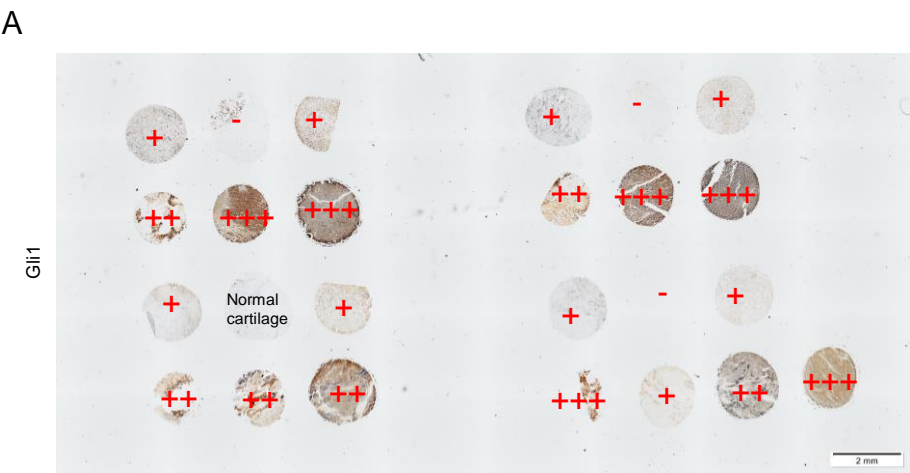 A
Gli1
+ - + + - +
++ +++ +++ ++ +++ +++
+ Normal
cartilage + + - +
++ ++ ++ +++ + ++ +++
2 mm